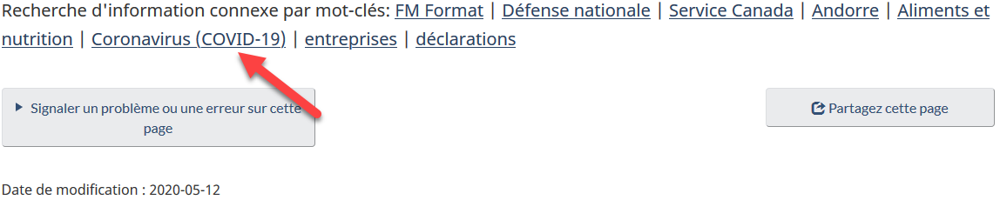 Recherche d'information connexe par mot-clés: FM Format | Défense nationale | Service Canada | Andorre | Aliments et
nutrition | Coronavirus (COVID-19) | entreprises | déclarations
Signaler un problème ou une erreur sur cette
page
Partagez cette page
Date de modification : 2020-05-12